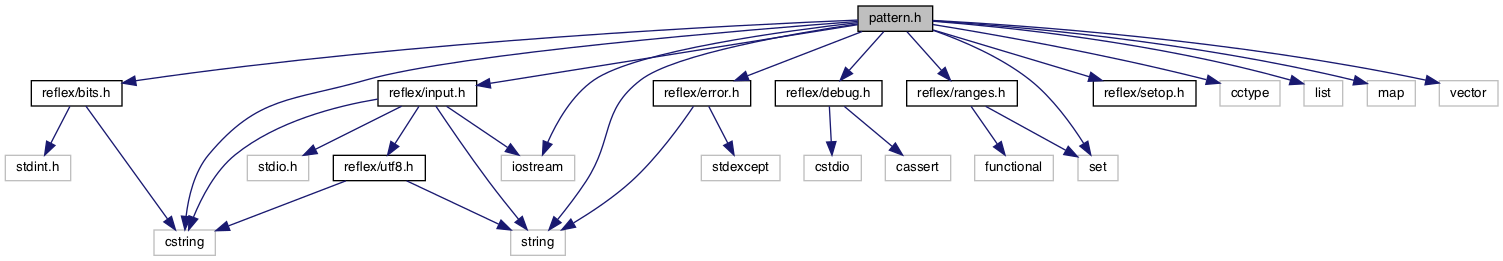 pattern.h
reflex/bits.h
reflex/input.h
reflex/error.h
reflex/debug.h
reflex/ranges.h
reflex/setop.h
cctype
list
map
vector
stdint.h
stdio.h
reflex/utf8.h
iostream
stdexcept
cstdio
cassert
functional
set
cstring
string